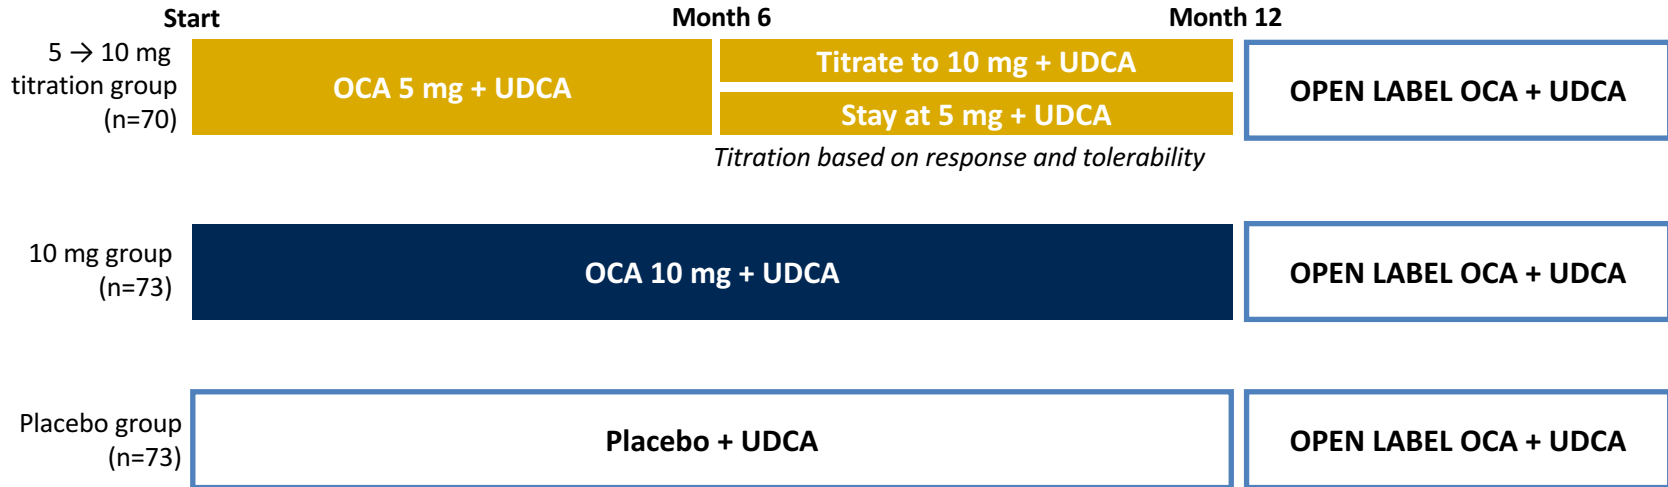 Start
Month 6
Month 12
5 → 10 mg
titration group
(n=70)
OCA 5 mg + UDCA
Titrate to 10 mg + UDCA
Stay at 5 mg + UDCA
OPEN LABEL OCA + UDCA
Titration based on response and tolerability
10 mg group
(n=73)
OCA 10 mg + UDCA
OPEN LABEL OCA + UDCA
Placebo group
(n=73)
Placebo + UDCA
OPEN LABEL OCA + UDCA